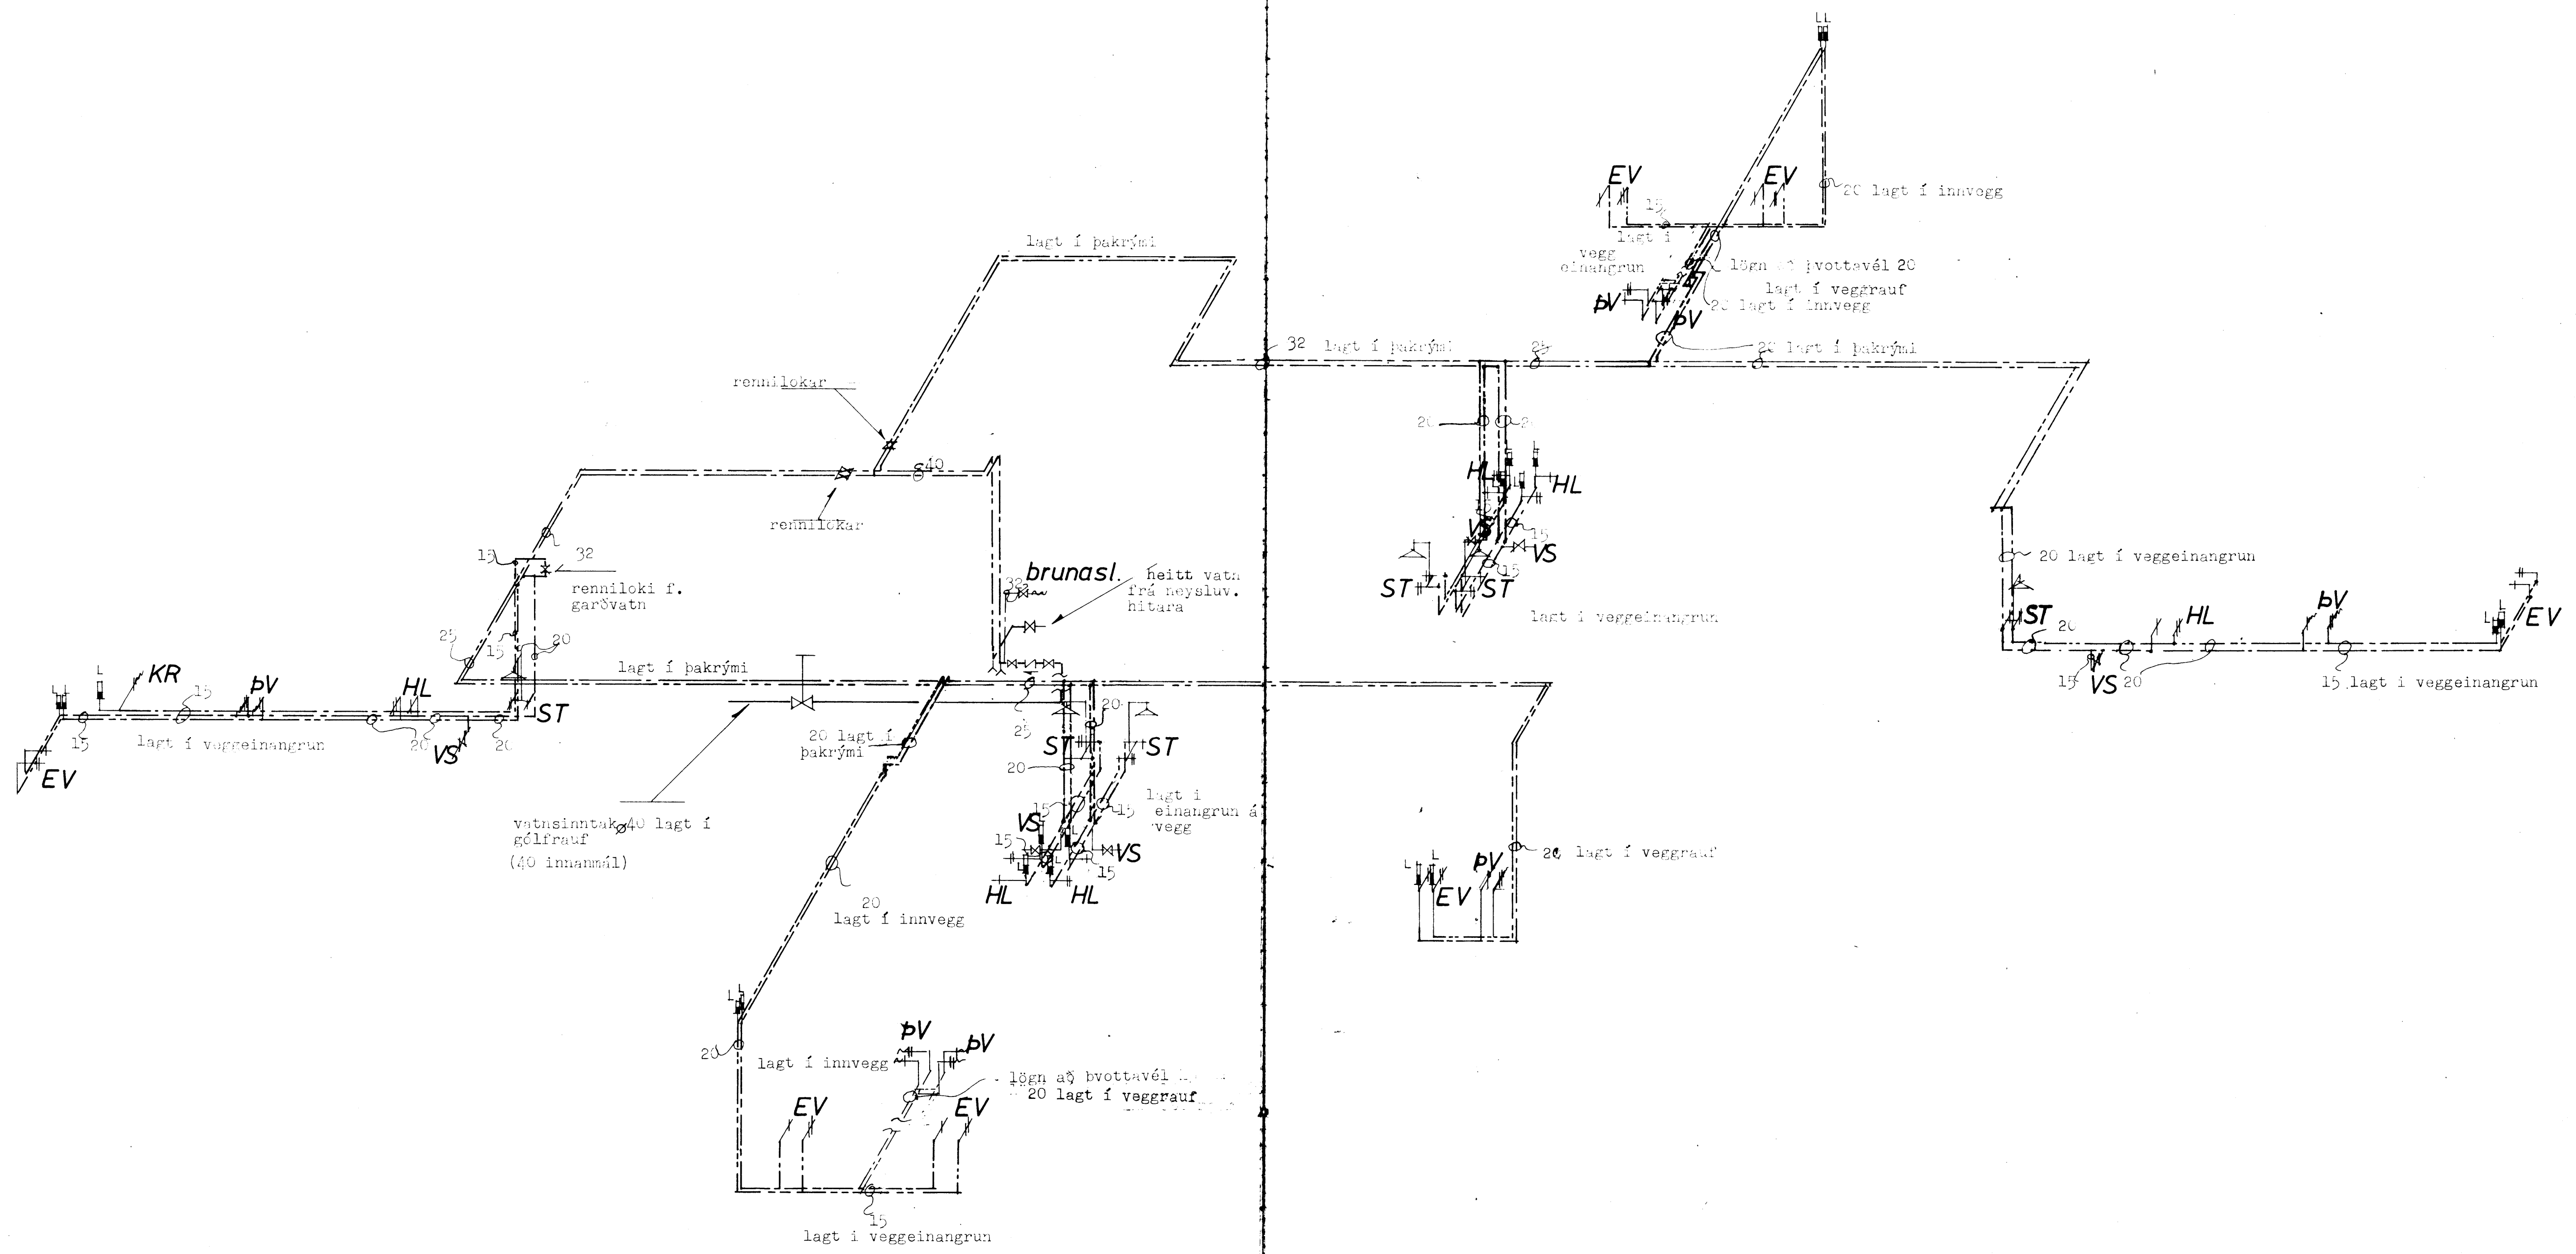 LL
EV
EV
20 lagt í innvegg
15
lagt í
vegg
einangrun
lögn þvottavél 20
lagt í veggrauf
20 lagt í innvegg
ÞV
ÞV
lagt í þakrými
32
lagt í þakrými
20 lagt í þakrými
rennilokar
40
rennilokar
20
HL
L
L
HL
15
VS
15
VS
15
ST
ST
lagt í veggeinangrun
15
32
renniloki f.
garðvatn
brunasl.
32
heitt vatn
frá neysluv.
hitara
20 lagt í veggeinangrun
ST
20
HL
ÞV
L
L
EV
15
VS
20
15 lagt í veggeinangrun
25
15
20
lagt í þakrými
L
KR
15
ÞV
HL
ST
15
lagt í veggeinangrun
20
VS
20
EV
20 lagt í
þakrými
25
20
ST
ST
20
lagt í
einangrun á
vegg
15
15
vatnsinntak ø40 lagt í
gólfrauf
(40 innanmál)
VS
15
L
VS
15
HL
HL
20 lagt í veggrauf
L
L
ÞV
EV
20
lagt í innvegg
L
L
20
ÞV
ÞV
lagt í innvegg
lögn að þvottavél
20 lagt í veggrauf
EV
EV
15
lagt í veggeinangrun